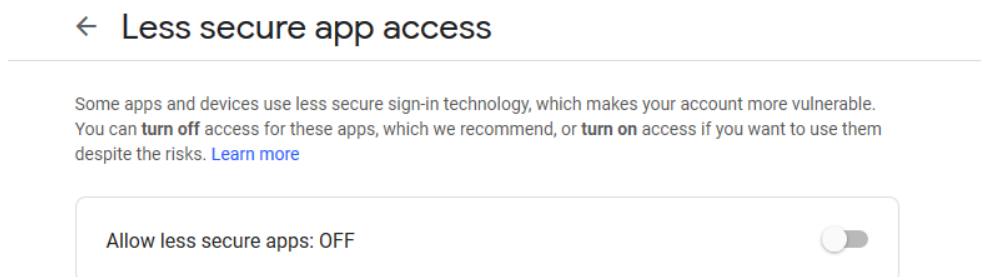 Less secure app access
Some apps and devices use less secure sign-in technology, which makes your account more vulnerable.
You can turn off access for these apps, which we recommend, or turn on access if you want to use them
despite the risks. Learn more
Allow less secure apps: OFF